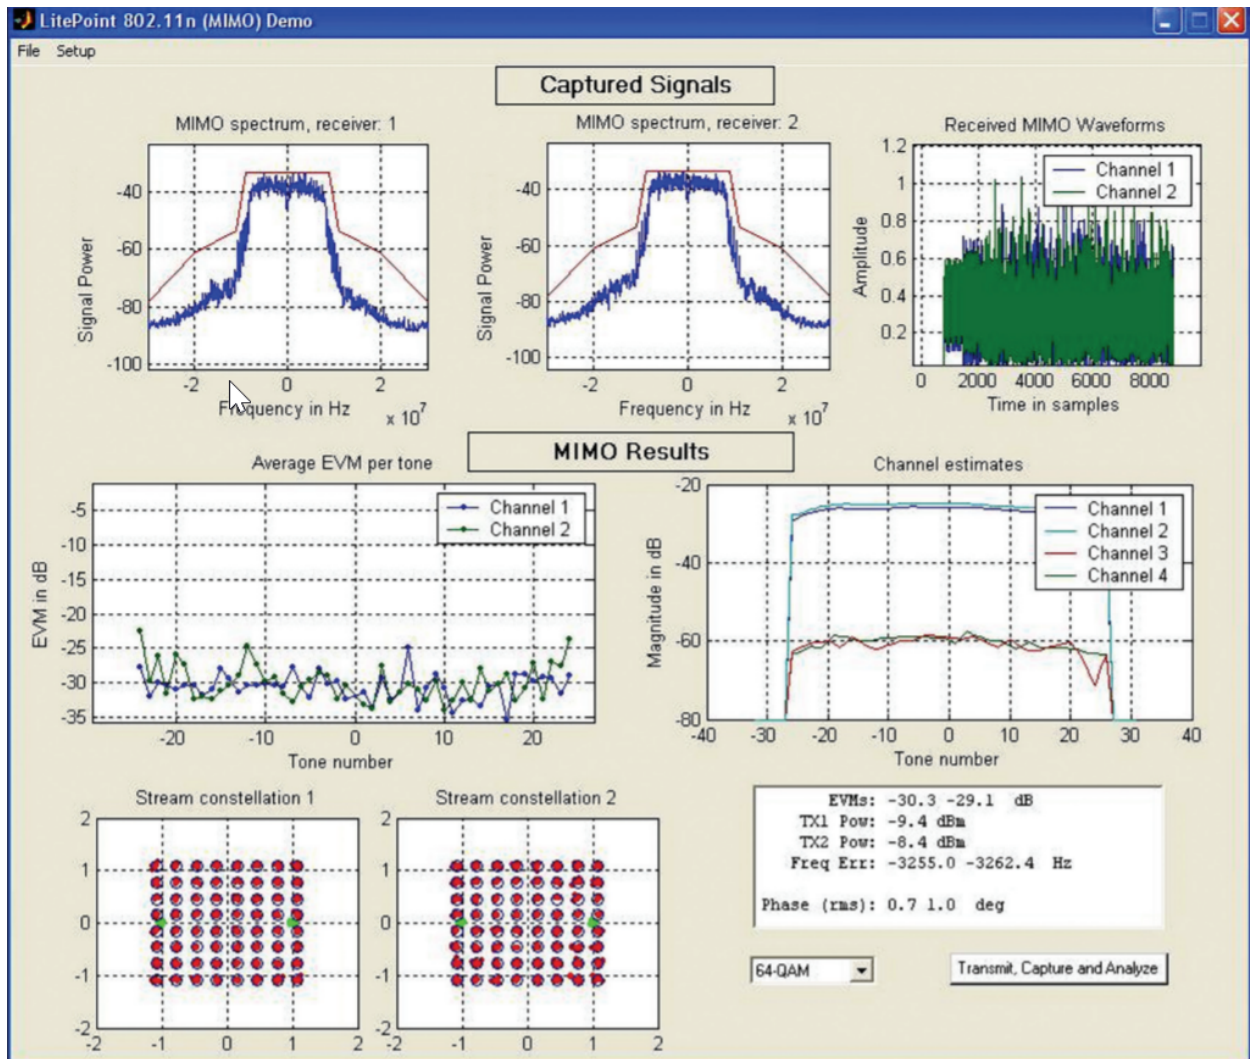 LitePoint 802.11n (MIMO) Demo
File Setup
Captured Signals
MIMO spectrum, receiver: 1
-40
-60
-80
-100
Signal Power
-2 0 2
Frequency in Hz
x 10^7
MIMO spectrum, receiver: 2
-40
-60
-80
-100
Signal Power
-2 0 2
Frequency in Hz
x 10^7
Received MIMO Waveforms
1.2
1
0.8
0.6
0.4
0.2
Amplitude
Channel 1
Channel 2
0 2000 4000 6000 8000
Time in samples
MIMO Results
Average EVM per tone
-5
-10
-15
-20
-25
-30
-35
EVM in dB
Channel 1
Channel 2
-20 -10 0 10 20
Tone number
Channel estimates
-20
-40
-60
-80
Magnitude in dB
Channel 1
Channel 2
Channel 3
Channel 4
-40 -30 -20 -10 0 10 20 30 40
Tone number
Stream constellation 1
2
1
0
-1
-2
-2 -1 0 1 2
Stream constellation 2
2
1
0
-1
-2
-2 -1 0 1 2
EVMs: -30.3 -29.1 dB
TX1 Pow: -9.4 dBm
TX2 Pow: -8.4 dBm
Freq Err: -3255.0 -3262.4 Hz
Phase (rms): 0.7 1.0 deg
64-QAM
Transmit, Capture and Analyze